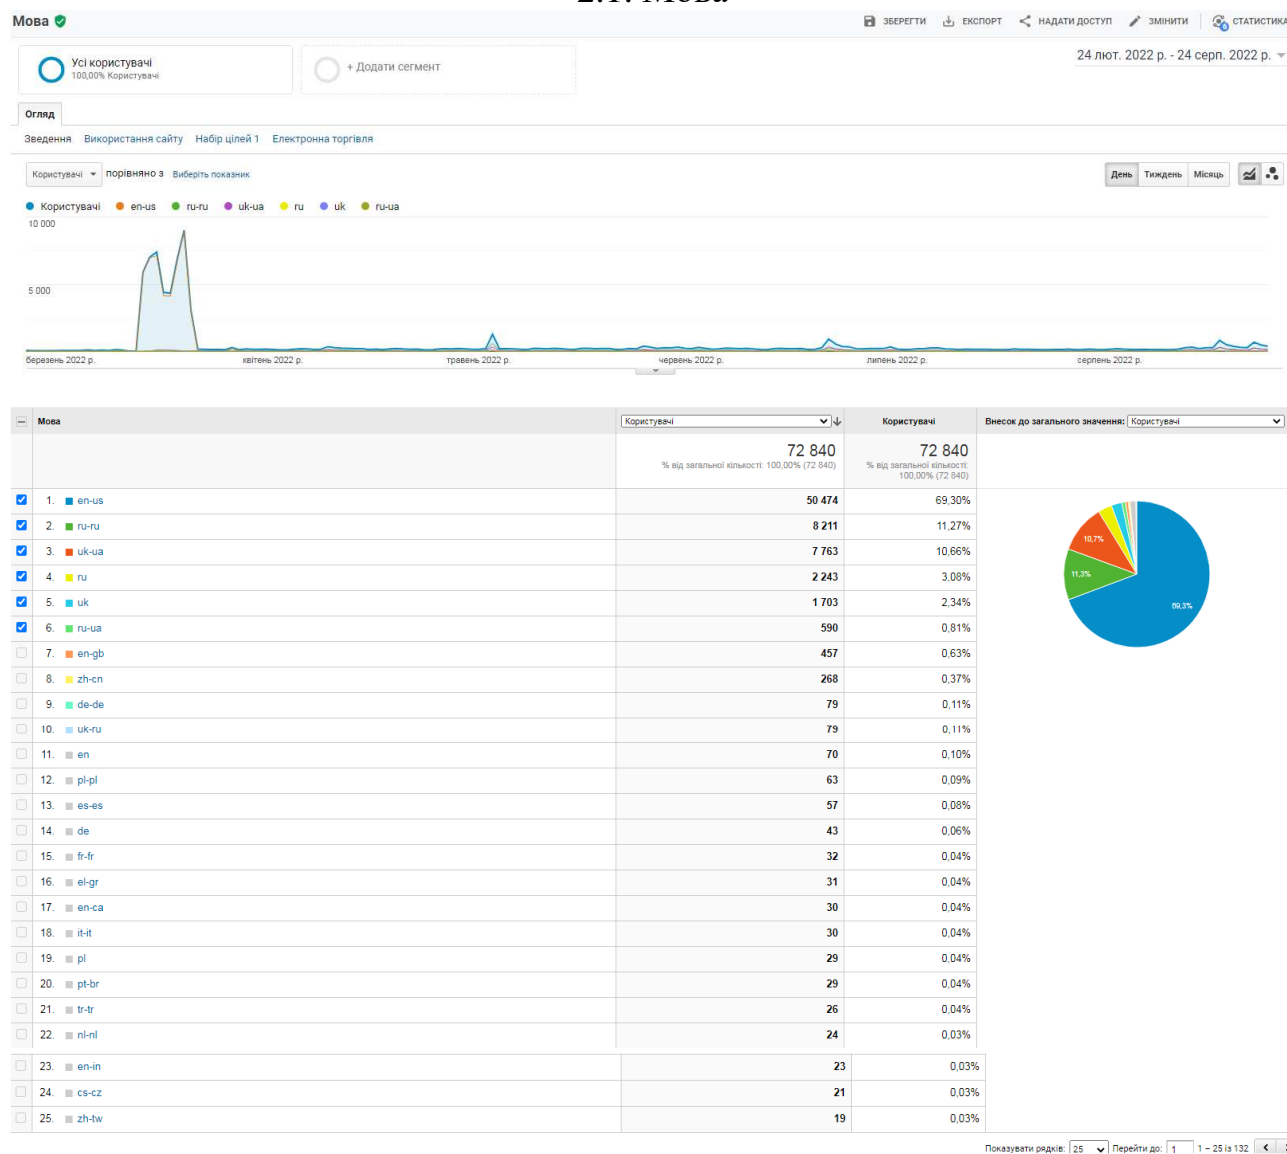 2.1. Мова
Мова
ЗБЕРЕГТИ ЕКСПОРТ НАДАТИ ДОСТУП ЗМІНИТИ СТАТИСТИКА
Усі користувачі
100,00% Користувачі
+ Додати сегмент
24 лют. 2022 р. - 24 серп. 2022 р.
Огляд
Зведення Використання сайту Набір цілей 1 Електронна торгівля
Користувачі порівняно з Виберіть показник
День Тиждень Місяць
Користувачі en-us ru-ru uk-ua ru uk ru-ua
10 000
5 000
березень 2022 р. квітень 2022 р. травень 2022 р. червень 2022 р. липень 2022 р. серпень 2022 р.
Мова Користувачі Користувачі Внесок до загального значення: Користувачі
72 840 72 840
% від загальної кількості: 100,00% (72 840) % від загальної кількості:
100,00% (72 840)
1. en-us 50 474 69,30%
2. ru-ru 8 211 11,27%
3. uk-ua 7 763 10,66%
4. ru 2 243 3,08%
5. uk 1 703 2,34%
6. ru-ua 590 0,81%
7. en-gb 457 0,63%
8. zh-cn 268 0,37%
9. de-de 79 0,11%
10. uk-ru 79 0,11%
11. en 70 0,10%
12. pl-pl 63 0,09%
13. es-es 57 0,08%
14. de 43 0,06%
15. fr-fr 32 0,04%
16. el-gr 31 0,04%
17. en-ca 30 0,04%
18. it-it 30 0,04%
19. pl 29 0,04%
20. pt-br 29 0,04%
21. tr-tr 26 0,04%
22. nl-nl 24 0,03%
23. en-in 23 0,03%
24. cs-cz 21 0,03%
25. zh-tw 19 0,03%
10,7%
11,3%
69,3%
Показувати рядків: 25 Перейти до: 1 1 – 25 із 132